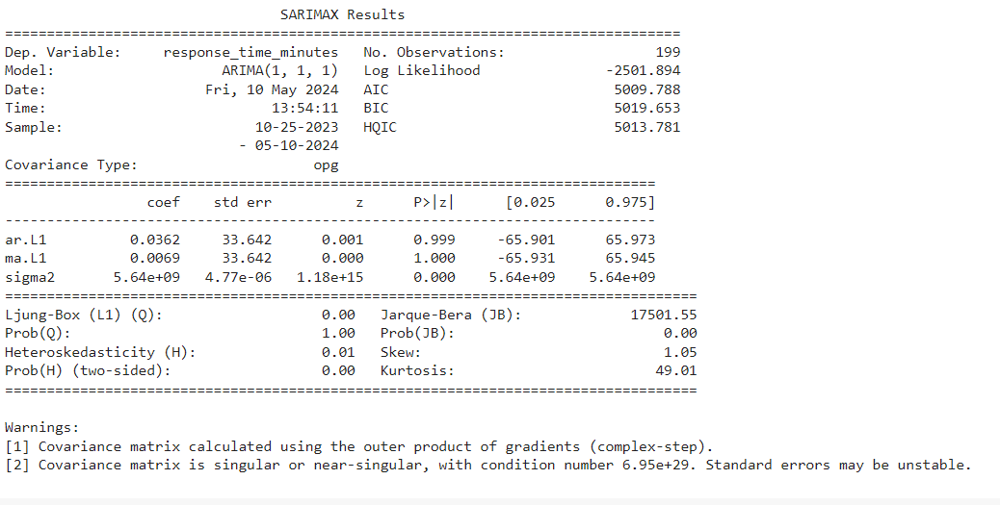 SARIMAX Results
==============================================================================
Dep. Variable: response_time_minutes No. Observations: 199
Model: ARIMA(1, 1, 1) Log Likelihood -2501.894
Date: Fri, 10 May 2024 AIC 5009.788
Time: 13:54:11 BIC 5019.653
Sample: 10-25-2023 HQIC 5013.781
- 05-10-2024
Covariance Type: opg
==============================================================================
coef std err z P>|z| [0.025 0.975]
------------------------------------------------------------------------------
ar.L1 0.0362 33.642 0.001 0.999 -65.901 65.973
ma.L1 0.0069 33.642 0.000 1.000 -65.931 65.945
sigma2 5.64e+09 4.77e-06 1.18e+15 0.000 5.64e+09 5.64e+09
===================================================================================
Ljung-Box (L1) (Q): 0.00 Jarque-Bera (JB): 17501.55
Prob(Q): 1.00 Prob(JB): 0.00
Heteroskedasticity (H): 0.01 Skew: 1.05
Prob(H) (two-sided): 0.00 Kurtosis: 49.01
===================================================================================
Warnings:
[1] Covariance matrix calculated using the outer product of gradients (complex-step).
[2] Covariance matrix is singular or near-singular, with condition number 6.95e+29. Standard errors may be unstable.